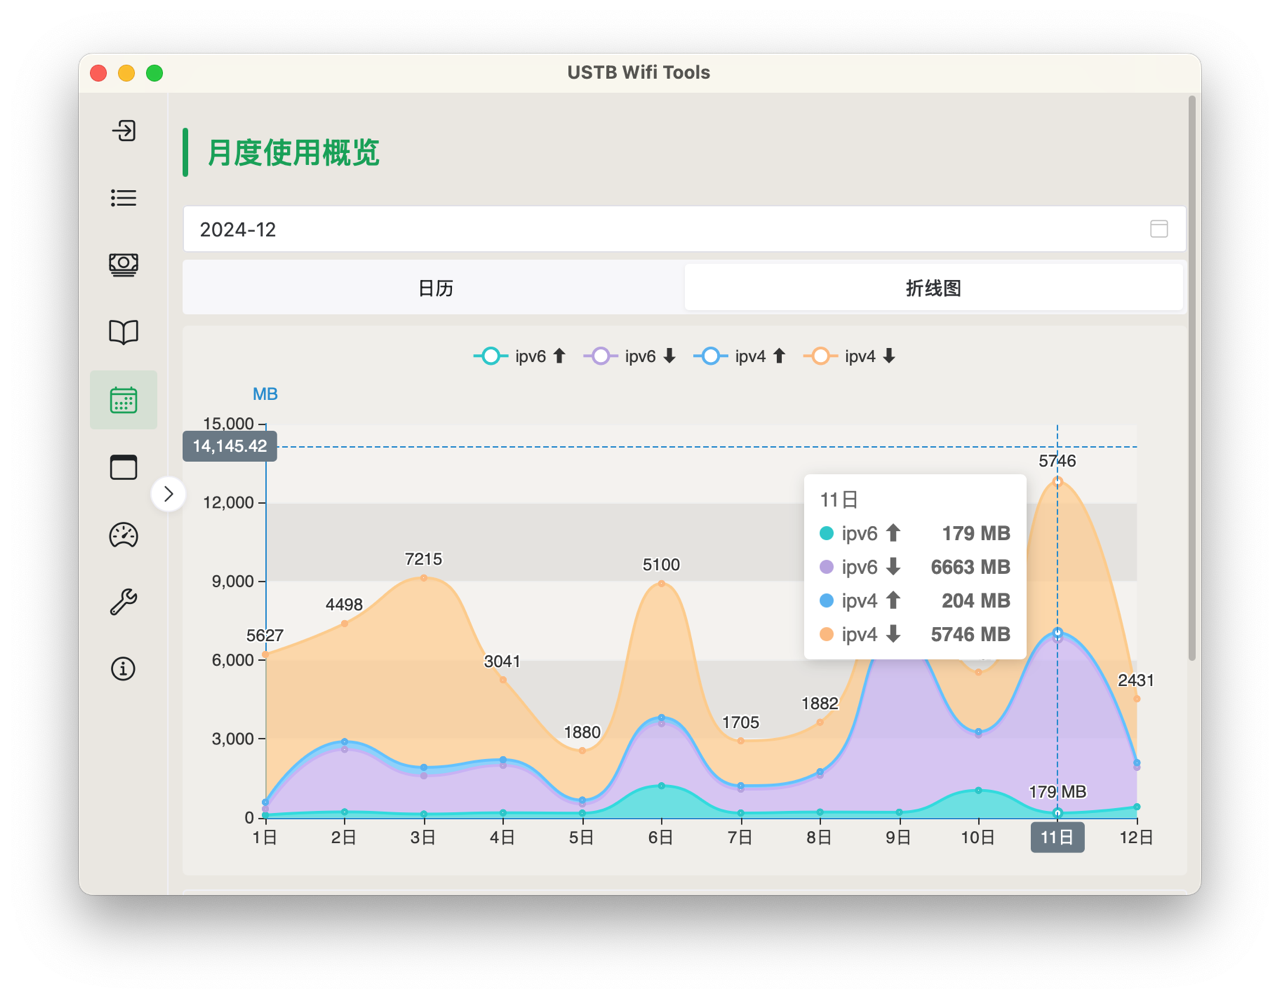 USTB Wifi Tools
月度使用概览
2024-12
日历
折线图
ipv6 ⬆ ipv6 ⬇ ipv4 ⬆ ipv4 ⬇
MB
15,000
14,145.42
12,000
9,000
6,000
3,000
0
5627
4498
7215
3041
1880
5100
1705
1882
5746
2431
179 MB
11日
ipv6 ⬆ 179 MB
ipv6 ⬇ 6663 MB
ipv4 ⬆ 204 MB
ipv4 ⬇ 5746 MB
1日 2日 3日 4日 5日 6日 7日 8日 9日 10日 11日 12日